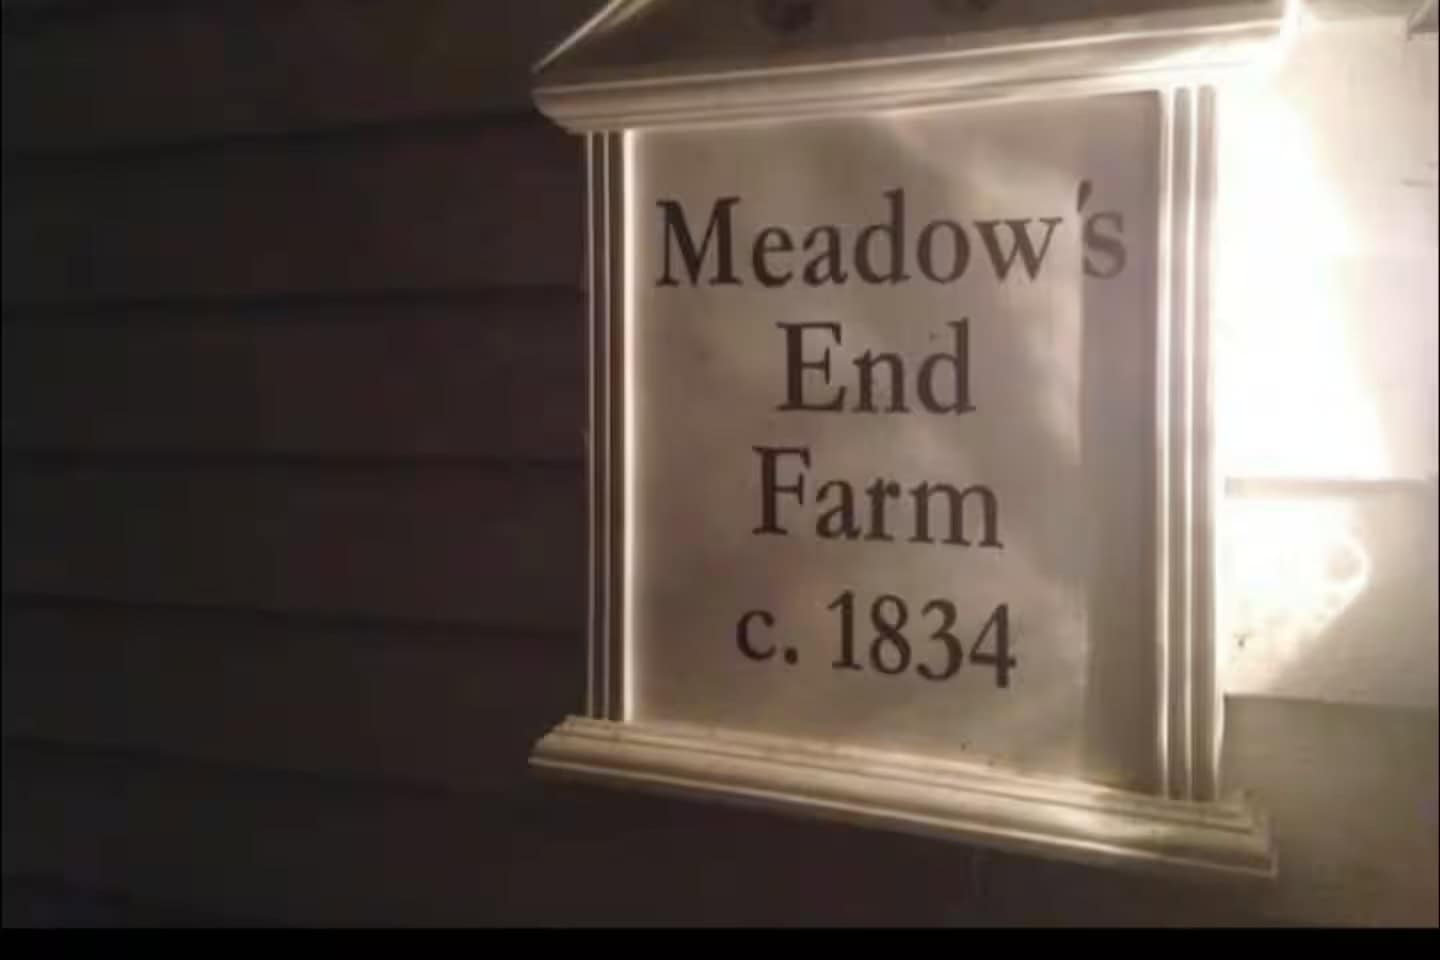 Meadow's
End
Farm
c. 1834